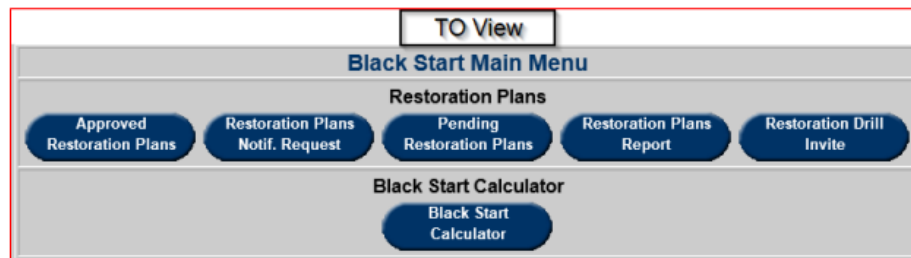 TO View
Black Start Main Menu
Restoration Plans
Approved Restoration Plans Pending Restoration Plans Restoration Drill
Restoration Plans Notif. Request Restoration Plans Report Invite
Black Start Calculator
Black Start
Calculator